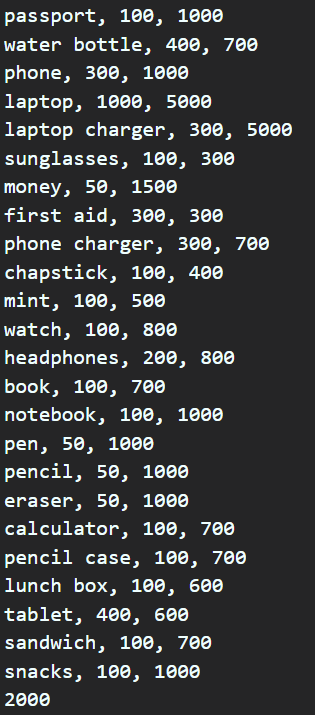 passport, 100, 1000
water bottle, 400, 700
phone, 300, 1000
laptop, 1000, 5000
laptop charger, 300, 5000
sunglasses, 100, 300
money, 50, 1500
first aid, 300, 300
phone charger, 300, 700
chapstick, 100, 400
mint, 100, 500
watch, 100, 800
headphones, 200, 800
book, 100, 700
notebook, 100, 1000
pen, 50, 1000
pencil, 50, 1000
eraser, 50, 1000
calculator, 100, 700
pencil case, 100, 700
lunch box, 100, 600
tablet, 400, 600
sandwich, 100, 700
snacks, 100, 1000
2000